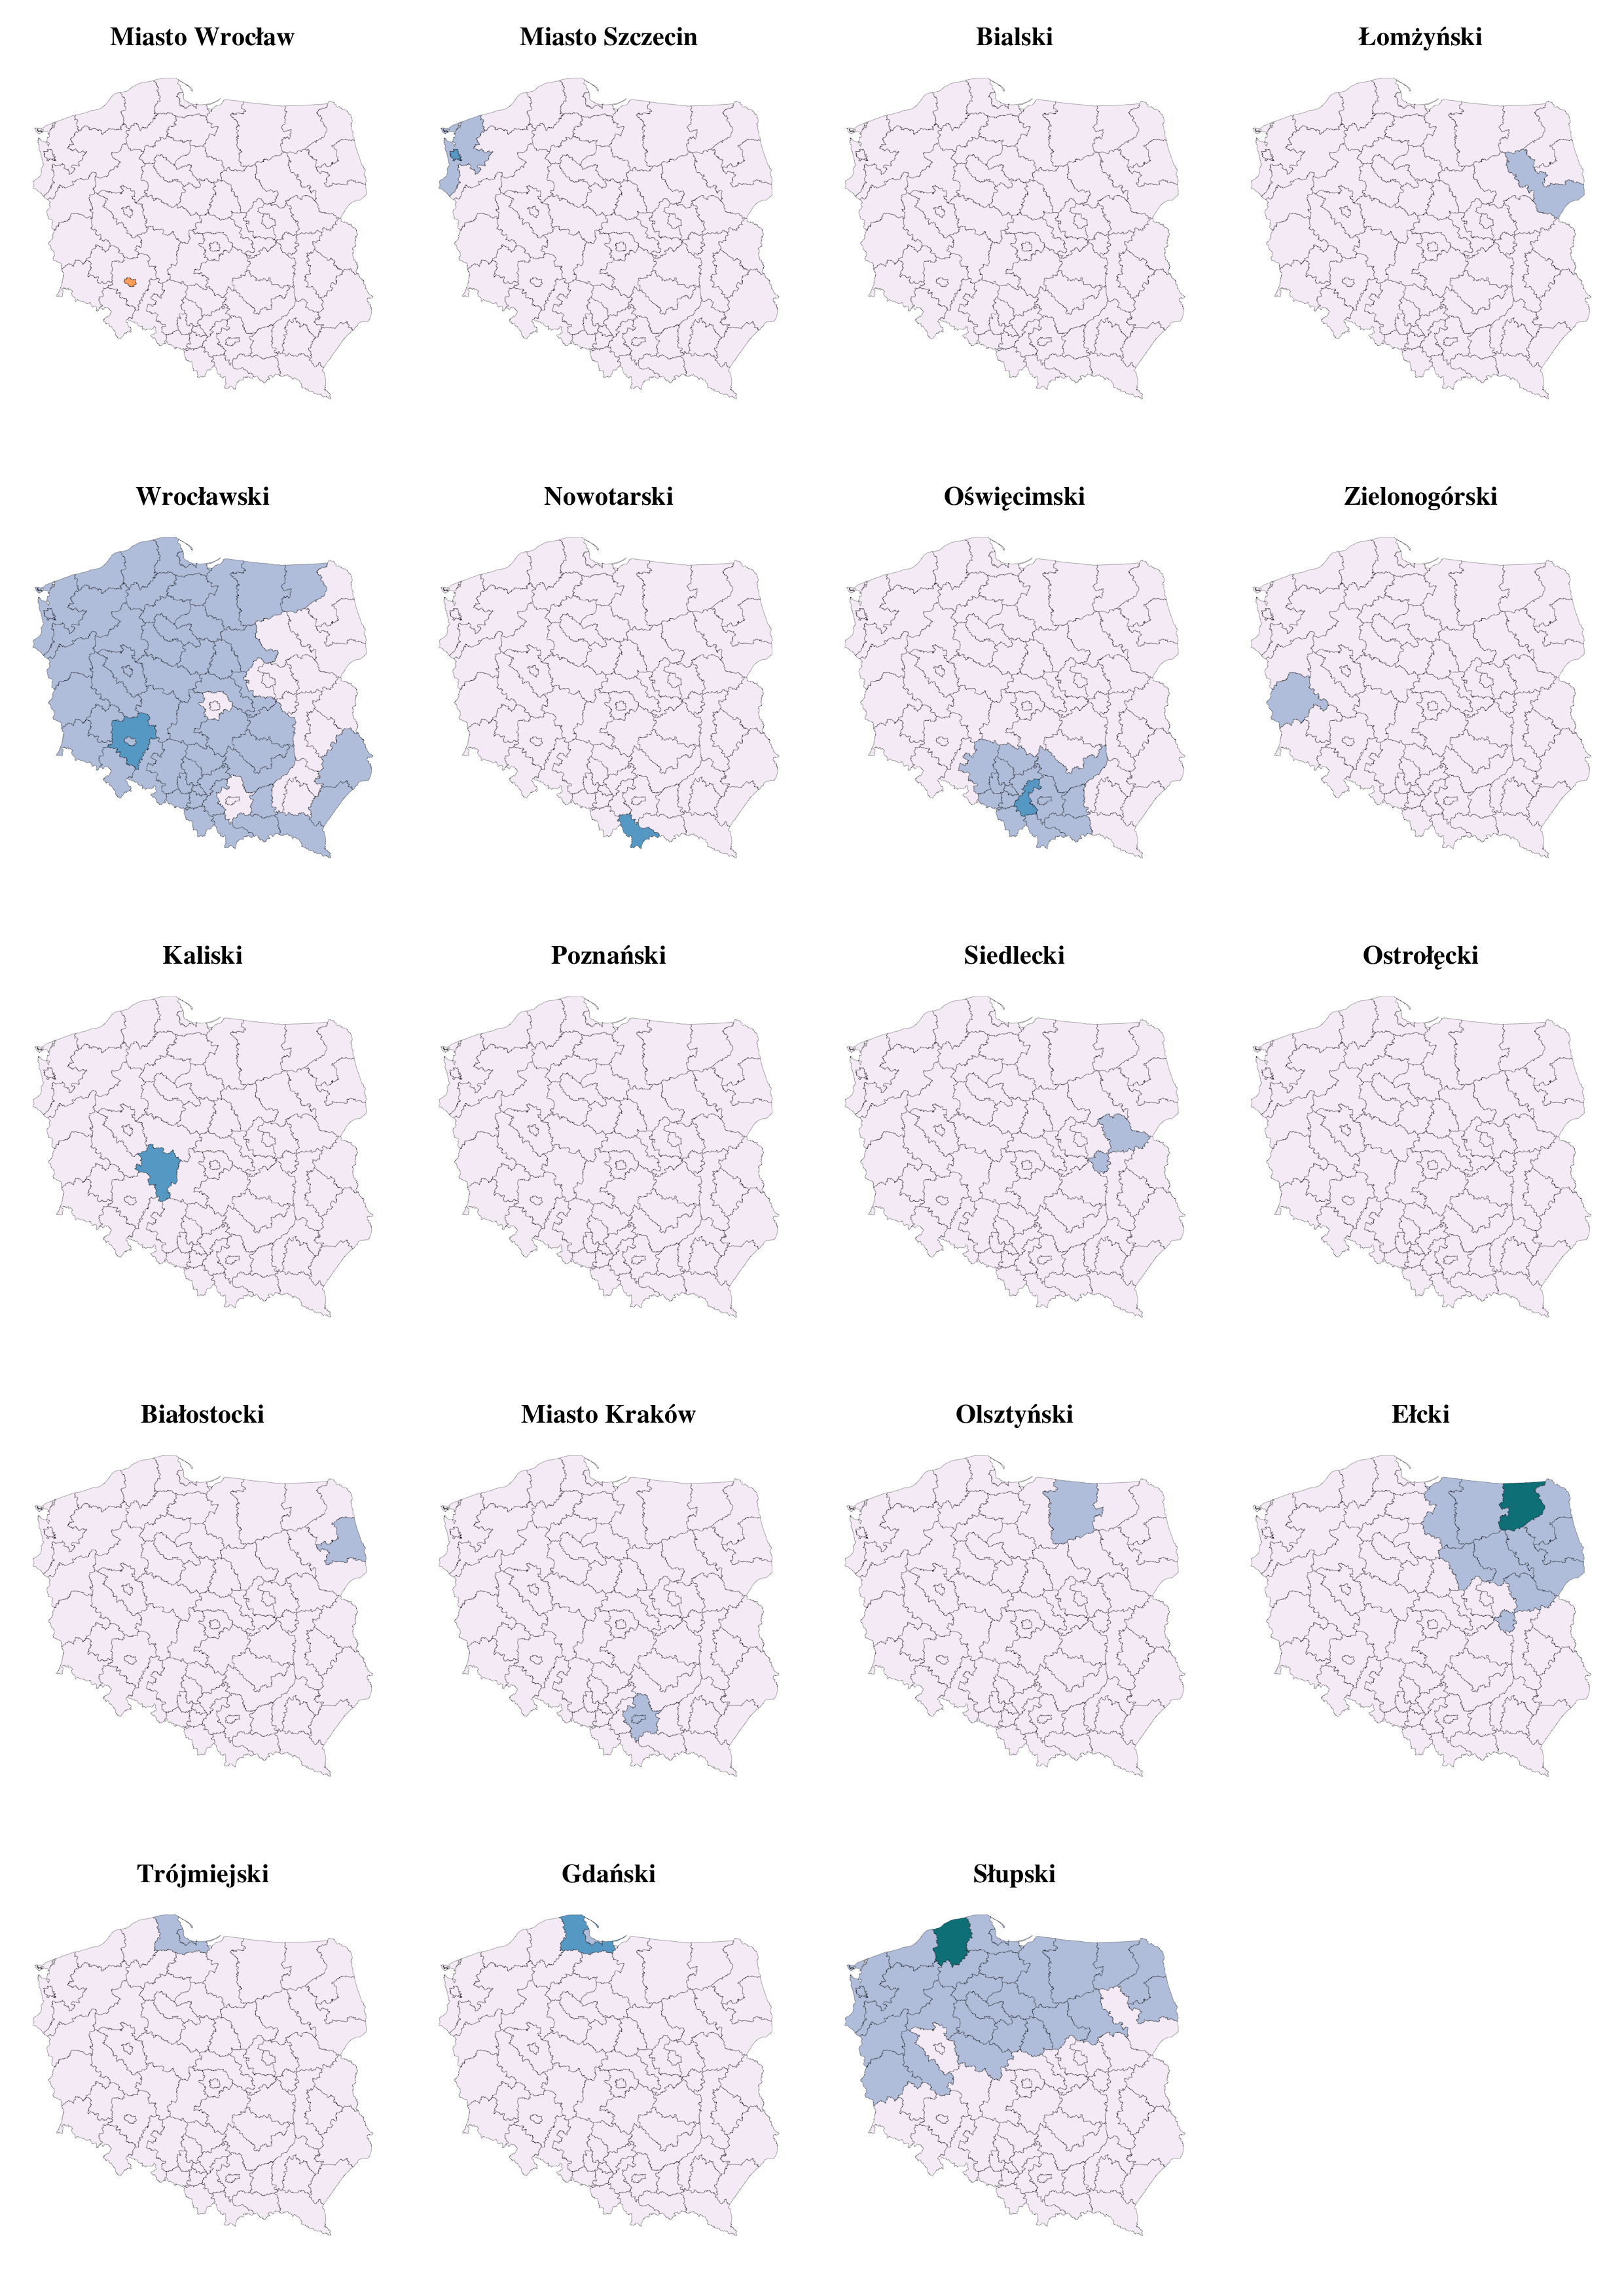 Miasto Wrocław
Miasto Szczecin
Bialski
Łomżyński
Wrocławski
Nowotarski
Oświęcimski
Zielonogórski
Kaliski
Poznański
Siedlecki
Ostrołęcki
Białostocki
Miasto Kraków
Olsztyński
Ełcki
Trójmiejski
Gdański
Słupski